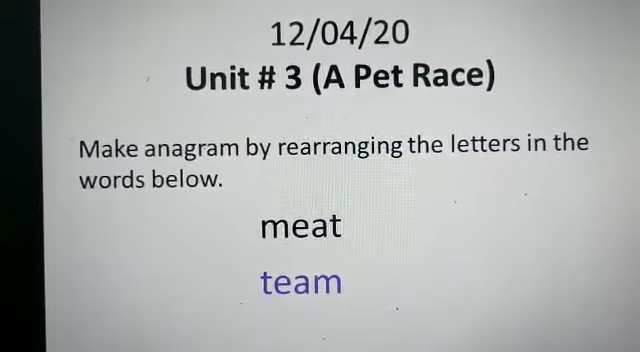 12/04/20
Unit # 3 (A Pet Race)
Make anagram by rearranging the letters in the
words below.
meat
team